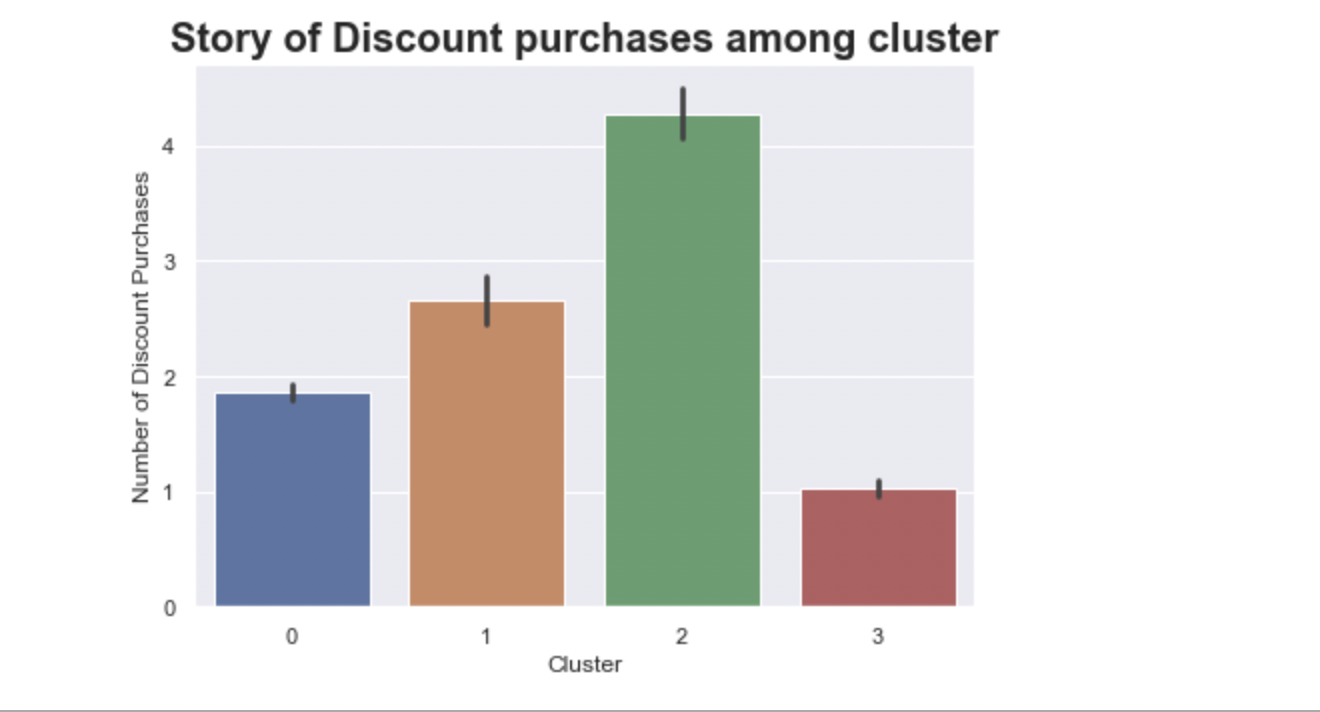 Story of Discount purchases among cluster
Number of Discount Purchases
4
3
2
1
0
0 1 2 3
Cluster